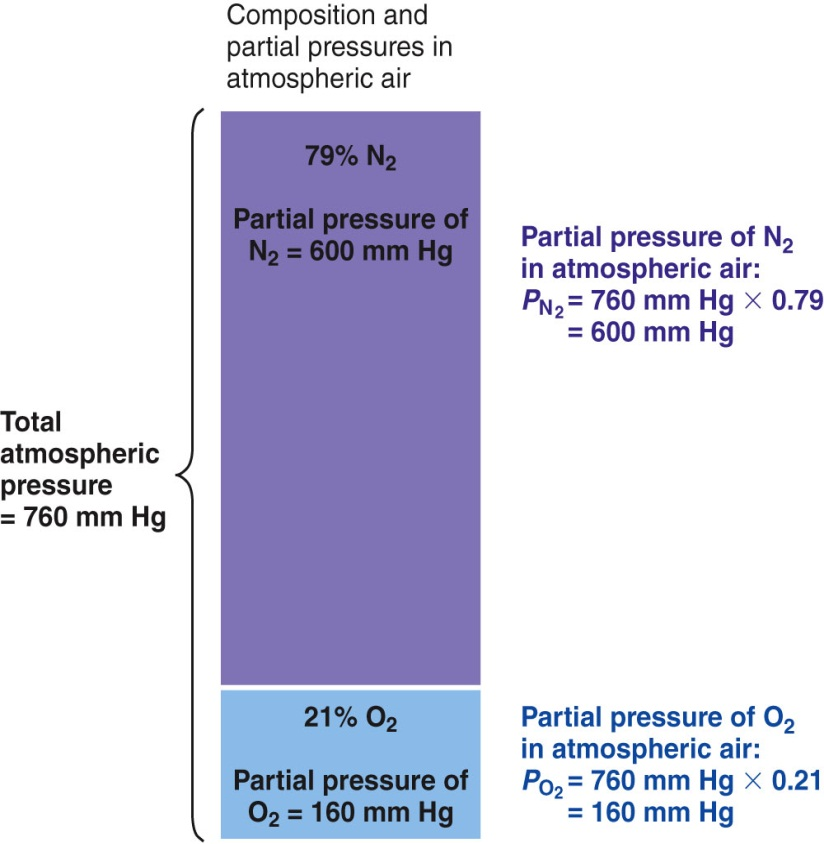 Composition and
partial pressures in
atmospheric air
79% N₂
Partial pressure of
N₂ = 600 mm Hg
Partial pressure of N₂
in atmospheric air:
P_N₂ = 760 mm Hg × 0.79
= 600 mm Hg
Total
atmospheric
pressure
= 760 mm Hg
21% O₂
Partial pressure of
O₂ = 160 mm Hg
Partial pressure of O₂
in atmospheric air:
P_O₂ = 760 mm Hg × 0.21
= 160 mm Hg